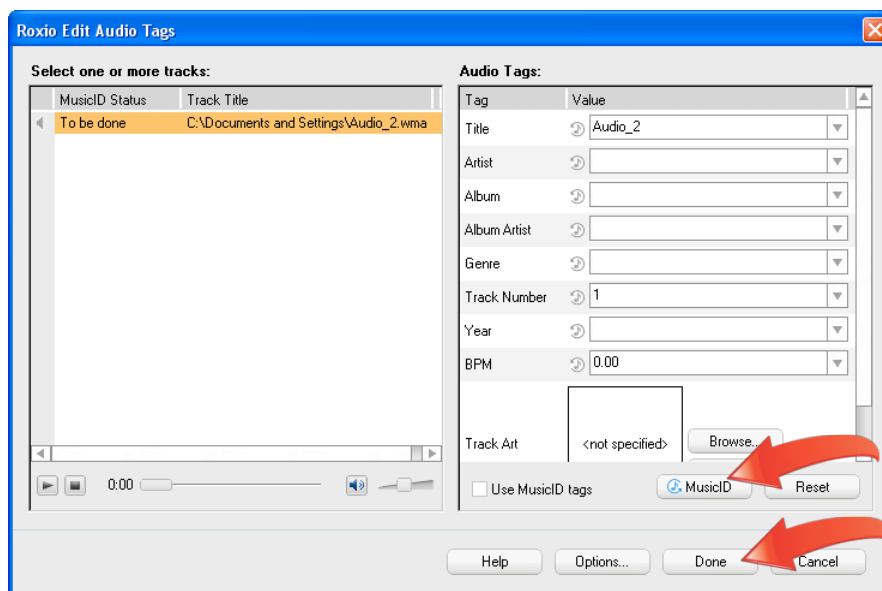 Roxio Edit Audio Tags
Select one or more tracks:
MusicID Status Track Title
To be done C:\Documents and Settings\Audio_2.wma
0:00
Audio Tags:
Tag Value
Title Audio_2
Artist
Album
Album Artist
Genre
Track Number 1
Year
BPM 0.00
Track Art <not specified> Browse...
Use MusicID tags MusicID Reset
Help Options... Done Cancel